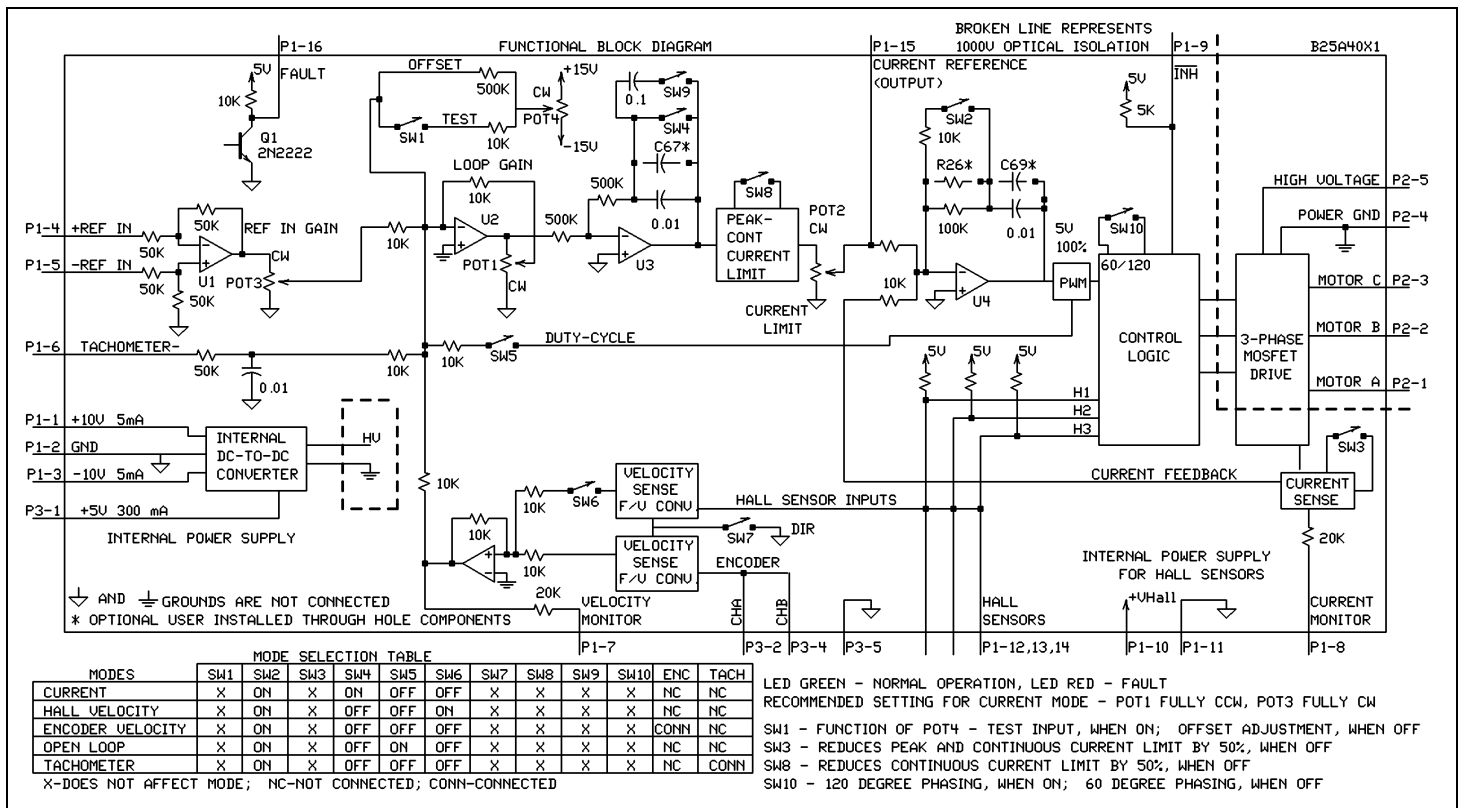 BROKEN LINE REPRESENTS
P1-16
FUNCTIONAL BLOCK DIAGRAM
P1-15
1000V OPTICAL ISOLATION
P1-9
B25A40X1
5V
FAULT
10K
Q1
2N2222
OFFSET
500K
+15V
CW
POT4
SW1
TEST
10K
-15V
0.1
SW9
SW4
C67*
0.01
CURRENT REFERENCE
(OUTPUT)
SW2
10K
R26*
C69*
100K
0.01
5V
5K
INH
HIGH VOLTAGE
P2-5
POWER GND
P2-4
MOTOR C
P2-3
MOTOR B
P2-2
MOTOR A
P2-1
P1-4
+REF IN
50K
50K
REF IN GAIN
P1-5
-REF IN
50K
50K
U1
CW
POT3
10K
LOOP GAIN
10K
U2
POT1
CW
500K
500K
U3
SW8
PEAK-
CONT
CURRENT
LIMIT
POT2
CW
CURRENT
LIMIT
10K
U4
5V
100%
PWM
SW10
60/120
CONTROL
LOGIC
3-PHASE
MOSFET
DRIVE
P1-6
TACHOMETER-
50K
0.01
10K
10K
SW5
DUTY-CYCLE
5V
5V
5V
H1
H2
H3
P1-1
+10V 5mA
P1-2
GND
P1-3
-10V 5mA
P3-1
+5V 300 mA
INTERNAL
DC-TO-DC
CONVERTER
HV
INTERNAL POWER SUPPLY
10K
10K
SW6
VELOCITY
SENSE
F/V CONV.
HALL SENSOR INPUTS
10K
10K
SW7
DIR
VELOCITY
SENSE
F/V CONV.
ENCODER
CURRENT FEEDBACK
SW3
CURRENT
SENSE
20K
INTERNAL POWER SUPPLY
FOR HALL SENSORS
AND
GROUNDS ARE NOT CONNECTED
* OPTIONAL USER INSTALLED THROUGH HOLE COMPONENTS
20K
VELOCITY
MONITOR
CHA
CHB
HALL
SENSORS
+VHall
CURRENT
MONITOR
P1-7
P3-2
P3-4
P3-5
P1-12,13,14
P1-10
P1-11
P1-8
MODE SELECTION TABLE
MODES SW1 SW2 SW3 SW4 SW5 SW6 SW7 SW8 SW9 SW10 ENC TACH
CURRENT X ON X ON OFF OFF X X X X NC NC
HALL VELOCITY X ON X OFF OFF ON X X X X NC NC
ENCODER VELOCITY X ON X OFF OFF OFF X X X X CONN NC
OPEN LOOP X ON X OFF ON OFF X X X X NC NC
TACHOMETER X ON X OFF OFF OFF X X X X NC CONN
X-DOES NOT AFFECT MODE; NC-NOT CONNECTED; CONN-CONNECTED
LED GREEN - NORMAL OPERATION, LED RED - FAULT
RECOMMENDED SETTING FOR CURRENT MODE - POT1 FULLY CCW, POT3 FULLY CW
SW1 - FUNCTION OF POT4 - TEST INPUT, WHEN ON; OFFSET ADJUSTMENT, WHEN OFF
SW3 - REDUCES PEAK AND CONTINUOUS CURRENT LIMIT BY 50%, WHEN OFF
SW8 - REDUCES CONTINUOUS CURRENT LIMIT BY 50%, WHEN OFF
SW10 - 120 DEGREE PHASING, WHEN ON; 60 DEGREE PHASING, WHEN OFF